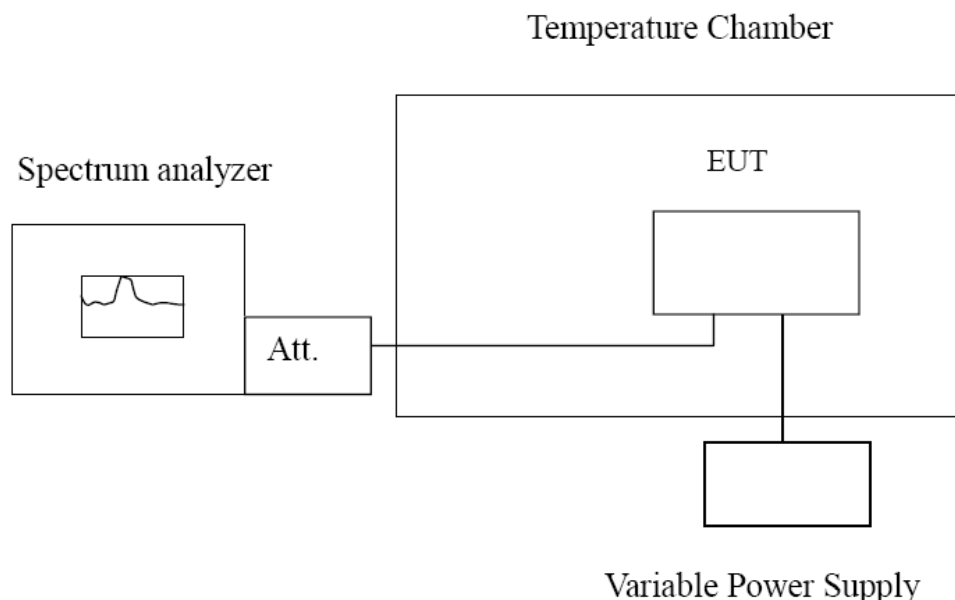 Temperature Chamber
Spectrum analyzer
EUT
Att.
Variable Power Supply